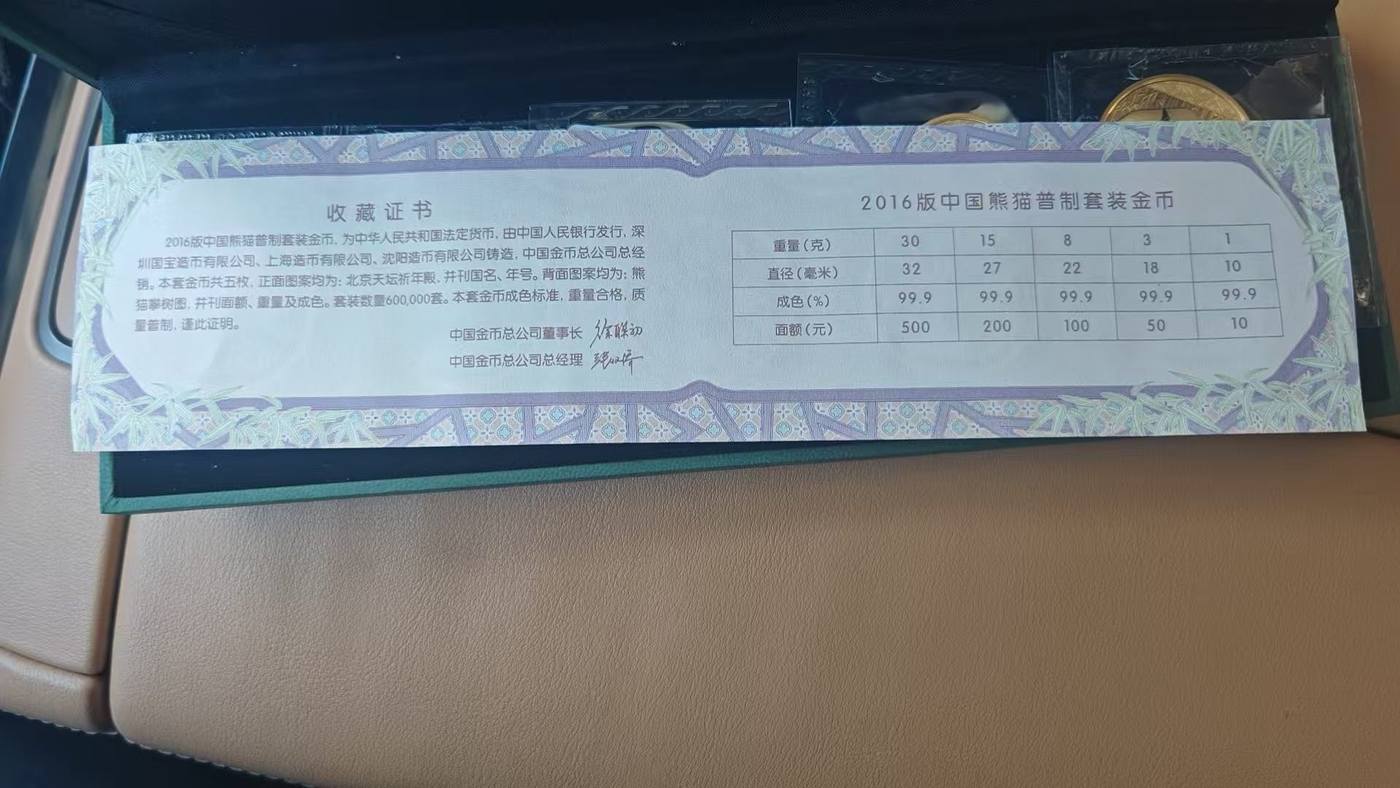 收藏证书
2016版中国熊猫普制套装金币，为中华人民共和国法定货币，由中国人民银行发行，深
圳国宝造币有限公司、上海造币有限公司、沈阳造币有限公司铸造，中国金币总公司总经
销。本套金币共五枚，正面图案均为：北京天坛祈年殿，并刊国名、年号。背面图案均为：熊
猫攀树图，并刊面额、重量及成色。套装数量600,000套。本套金币成色标准，重量合格，质
量普制，谨此证明。
中国金币总公司董事长
中国金币总公司总经理
2016版中国熊猫普制套装金币
重量（克） 30 15 8 3 1
直径（毫米） 32 27 22 18 10
成色（%） 99.9 99.9 99.9 99.9 99.9
面额（元） 500 200 100 50 10